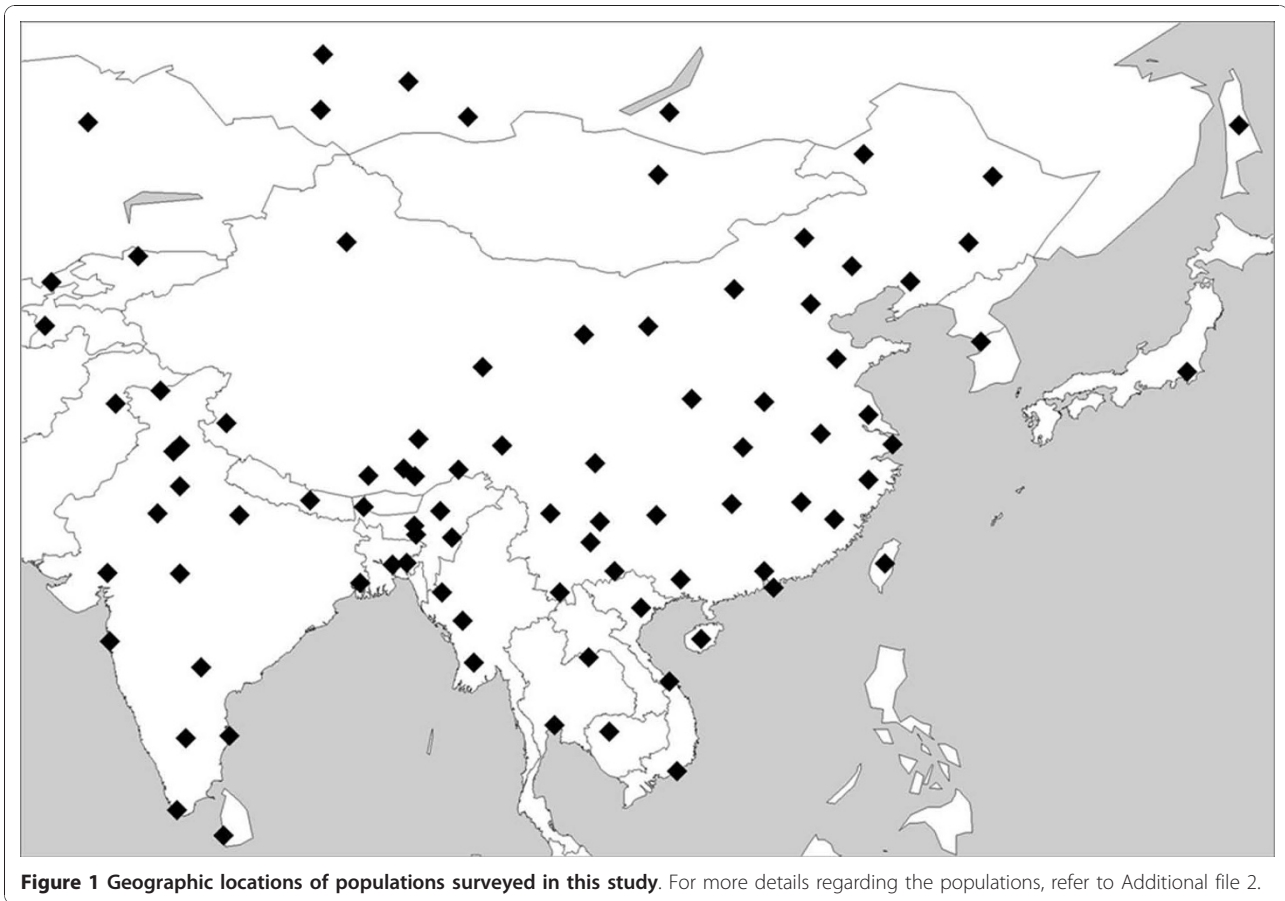 Figure 1 Geographic locations of populations surveyed in this study. For more details regarding the populations, refer to Additional file 2.